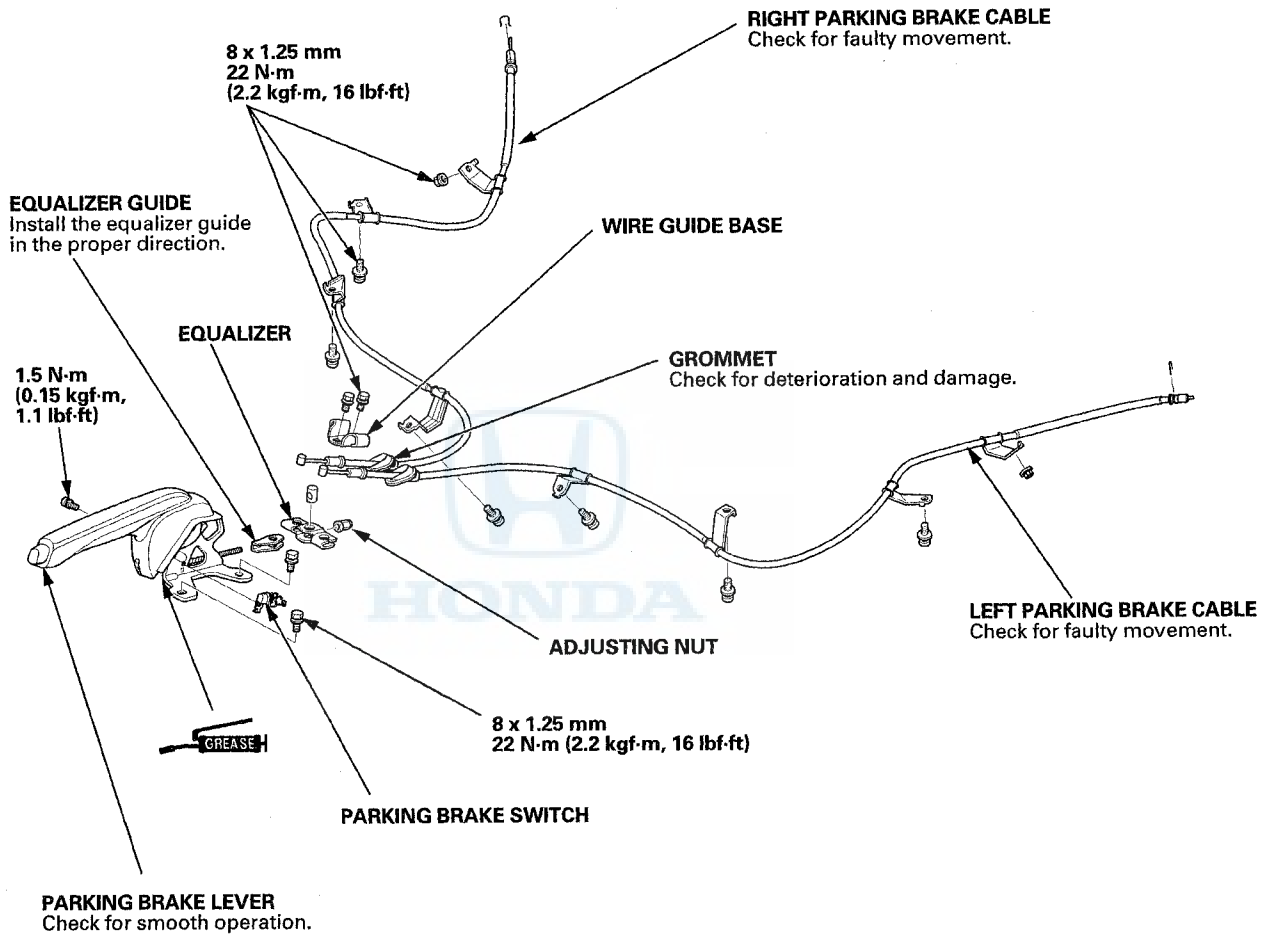 RIGHT PARKING BRAKE CABLE
Check for faulty movement.
8 x 1.25 mm
22 N·m
(2.2 kgf·m, 16 lbf·ft)
EQUALIZER GUIDE
Install the equalizer guide
in the proper direction.
WIRE GUIDE BASE
EQUALIZER
GROMMET
Check for deterioration and damage.
1.5 N·m
(0.15 kgf·m,
1.1 lbf·ft)
HONDA
LEFT PARKING BRAKE CABLE
Check for faulty movement.
ADJUSTING NUT
8 x 1.25 mm
22 N·m (2.2 kgf·m, 16 lbf·ft)
GREASE
PARKING BRAKE SWITCH
PARKING BRAKE LEVER
Check for smooth operation.